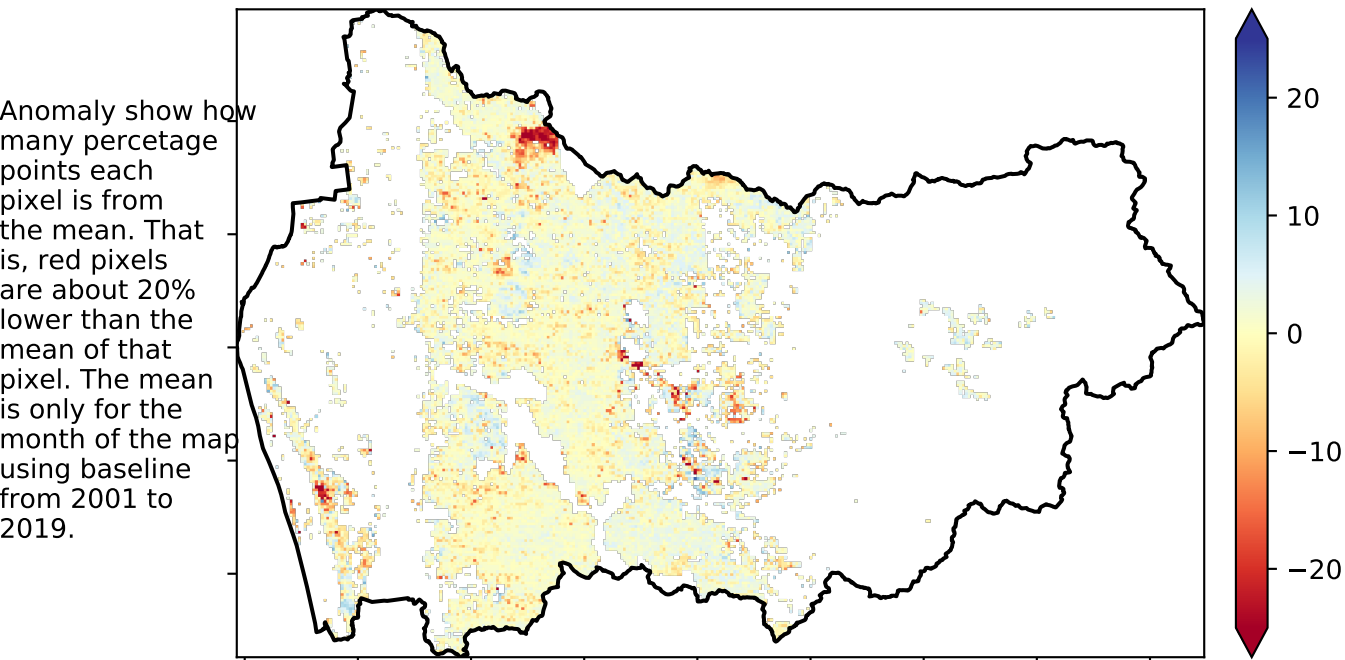 Anomaly show how
many percetage
points each
pixel is from
the mean. That
is, red pixels
are about 20%
lower than the
mean of that
pixel. The mean
is only for the
month of the map
using baseline
from 2001 to
2019.
20
10
0
−10
−20